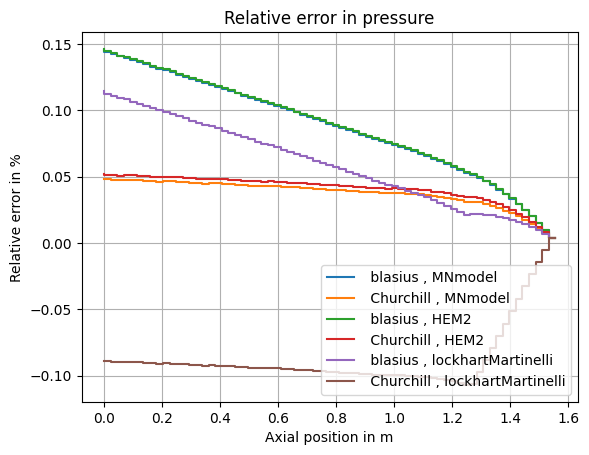 Relative error in pressure
Relative error in %
0.15
0.10
0.05
0.00
−0.05
−0.10
blasius , MNmodel
Churchill , MNmodel
blasius , HEM2
Churchill , HEM2
blasius , lockhartMartinelli
Churchill , lockhartMartinelli
0.0 0.2 0.4 0.6 0.8 1.0 1.2 1.4 1.6
Axial position in m